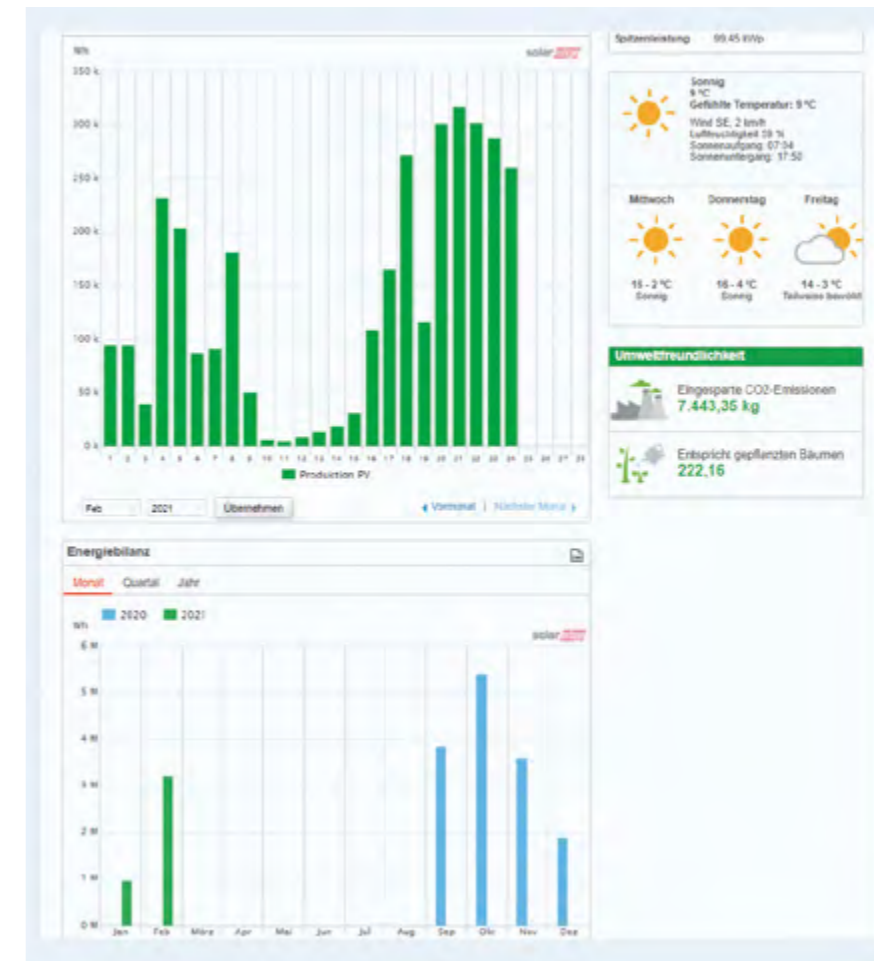 Wh
solar
350 k
300 k
250 k
200 k
150 k
100 k
50 k
0 k
1 2 3 4 5 6 7 8 9 10 11 12 13 14 15 16 17 18 19 20 21 22 23 24 25 26 27 28
Produktion PV
Feb 2021 Übernehmen Vormonat | Nächster Monat
Energiebilanz
Monat Quartal Jahr
2020 2021
Wh
solar
6 M
5 M
4 M
3 M
2 M
1 M
0 M
Jan Feb März Apr Mai Jun Jul Aug Sep Okt Nov Dez
Spitzenleistung 99.45 kWp
Sonnig
9 °C
Gefühlte Temperatur: 9 °C
Wind SE, 2 km/h
Luftfeuchtigkeit %
Sonnenaufgang: 07:04
Sonnenuntergang: 17:50
Mittwoch Donnerstag Freitag
15 - 2 °C 16 - 4 °C 14 - 3 °C
Sonnig Sonnig Teilweise bewölkt
Umweltfreundlichkeit
Eingesparte CO2-Emissionen
7.443,35 kg
Entspricht gepflanzten Bäumen
222,16